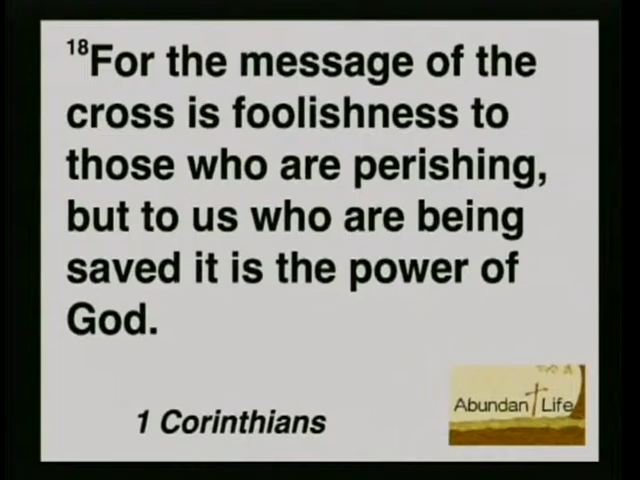 18For the message of the
cross is foolishness to
those who are perishing,
but to us who are being
saved it is the power of
God.
1 Corinthians
Abundan†Life